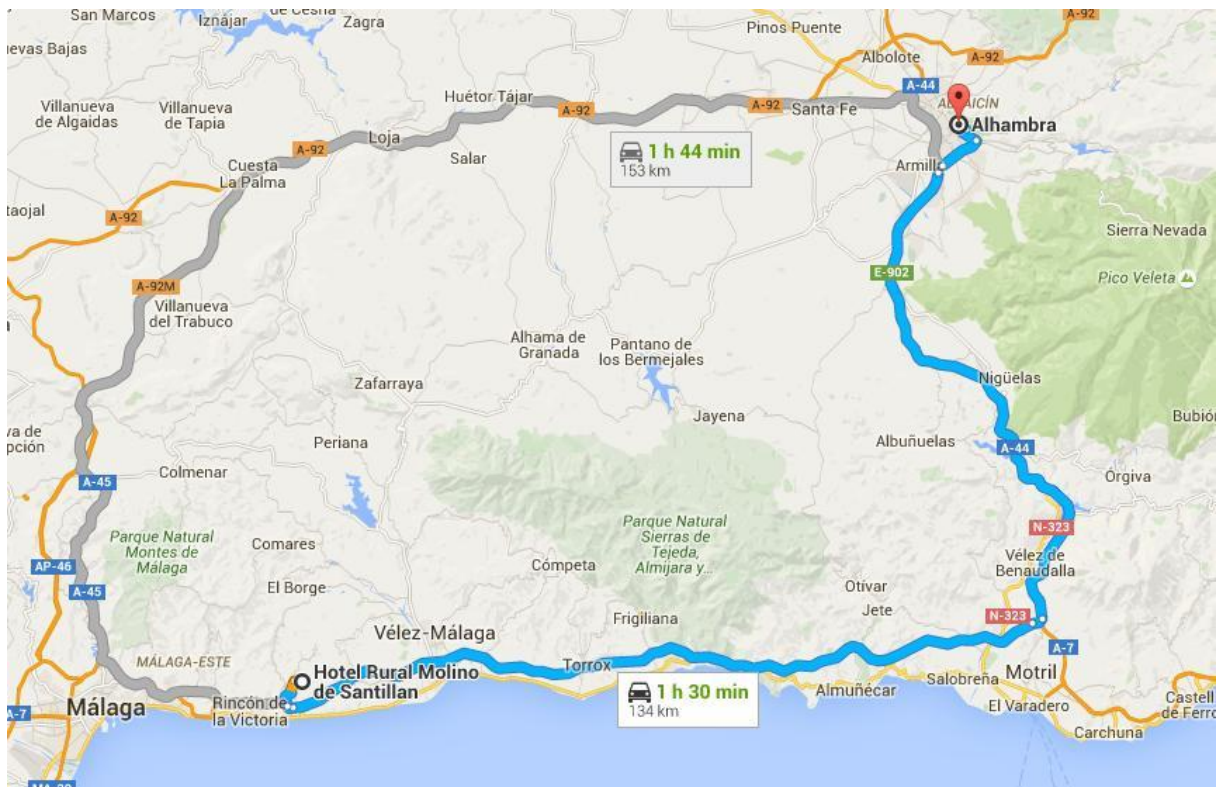 San Marcos
Iznájar
Zagra
Pinos Puente
A-92
Albolote
A-92
A-44
Villanueva
de Algaidas
Villanueva
de Tapia
Huétor Tájar
A-92
A-92
Santa Fe
Alhambra
Loja
A-92
Salar
1 h 44 min
153 km
Armilla
Cuesta
La Palma
A-92
Sierra Nevada
E-902
Pico Veleta
A-92M
Villanueva
del Trabuco
Alhama de
Granada
Pantano de
los Bermejales
Nigüelas
Zafarraya
Jayena
Periana
Albuñuelas
A-44
Colmenar
A-45
Órgiva
Parque Natural
Montes de
Málaga
Parque Natural
Sierras de
Tejeda,
Almijara y...
N-323
Comares
Cómpeta
Vélez de
Benaudalla
AP-46
A-45
El Borge
Otívar
Jete
Frigiliana
N-323
Vélez-Málaga
A-7
MÁLAGA-ESTE
Hotel Rural Molino
de Santillan
Torrox
Motril
Salobreña
Málaga
Rincón de
la Victoria
1 h 30 min
134 km
Almuñécar
El Varadero
Castell
de Ferro
A-7
Carchuna